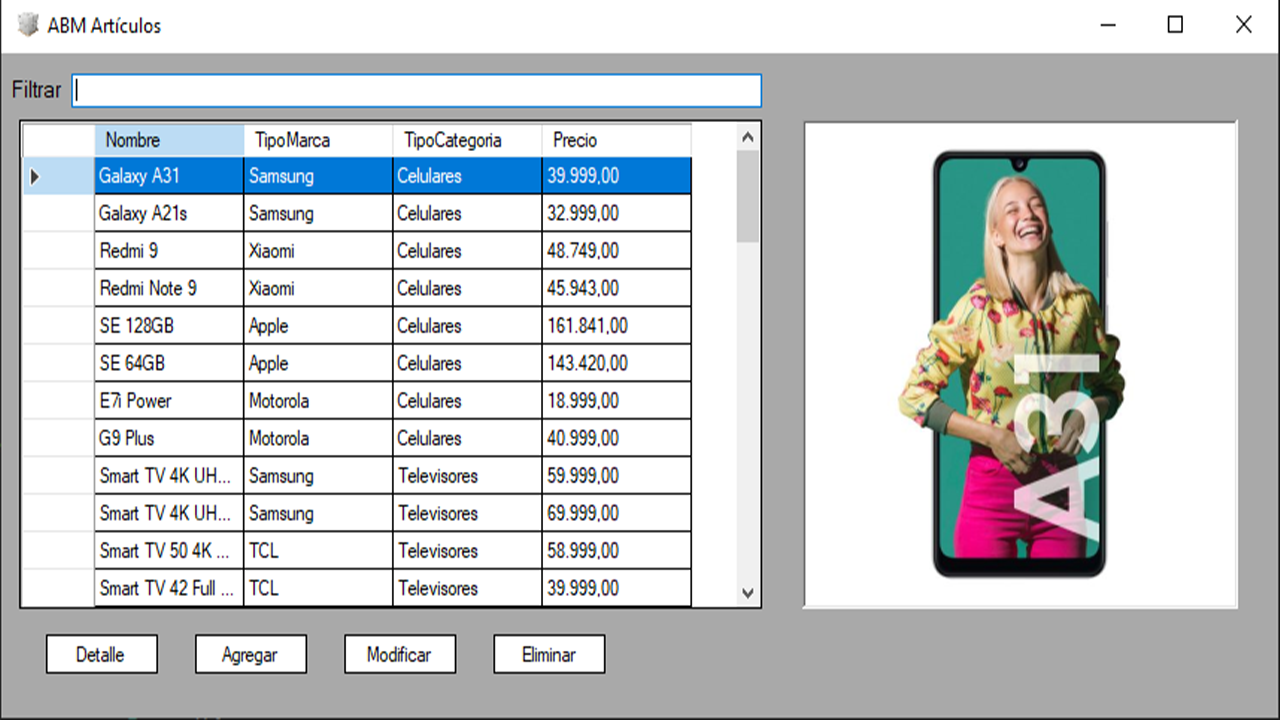 ABM Artículos
Filtrar
Nombre TipoMarca TipoCategoria Precio
Galaxy A31 Samsung Celulares 39.999,00
Galaxy A21s Samsung Celulares 32.999,00
Redmi 9 Xiaomi Celulares 48.749,00
Redmi Note 9 Xiaomi Celulares 45.943,00
SE 128GB Apple Celulares 161.841,00
SE 64GB Apple Celulares 143.420,00
E7i Power Motorola Celulares 18.999,00
G9 Plus Motorola Celulares 40.999,00
Smart TV 4K UH... Samsung Televisores 59.999,00
Smart TV 4K UH... Samsung Televisores 69.999,00
Smart TV 50 4K ... TCL Televisores 58.999,00
Smart TV 42 Full ... TCL Televisores 39.999,00
A31
Detalle Agregar Modificar Eliminar